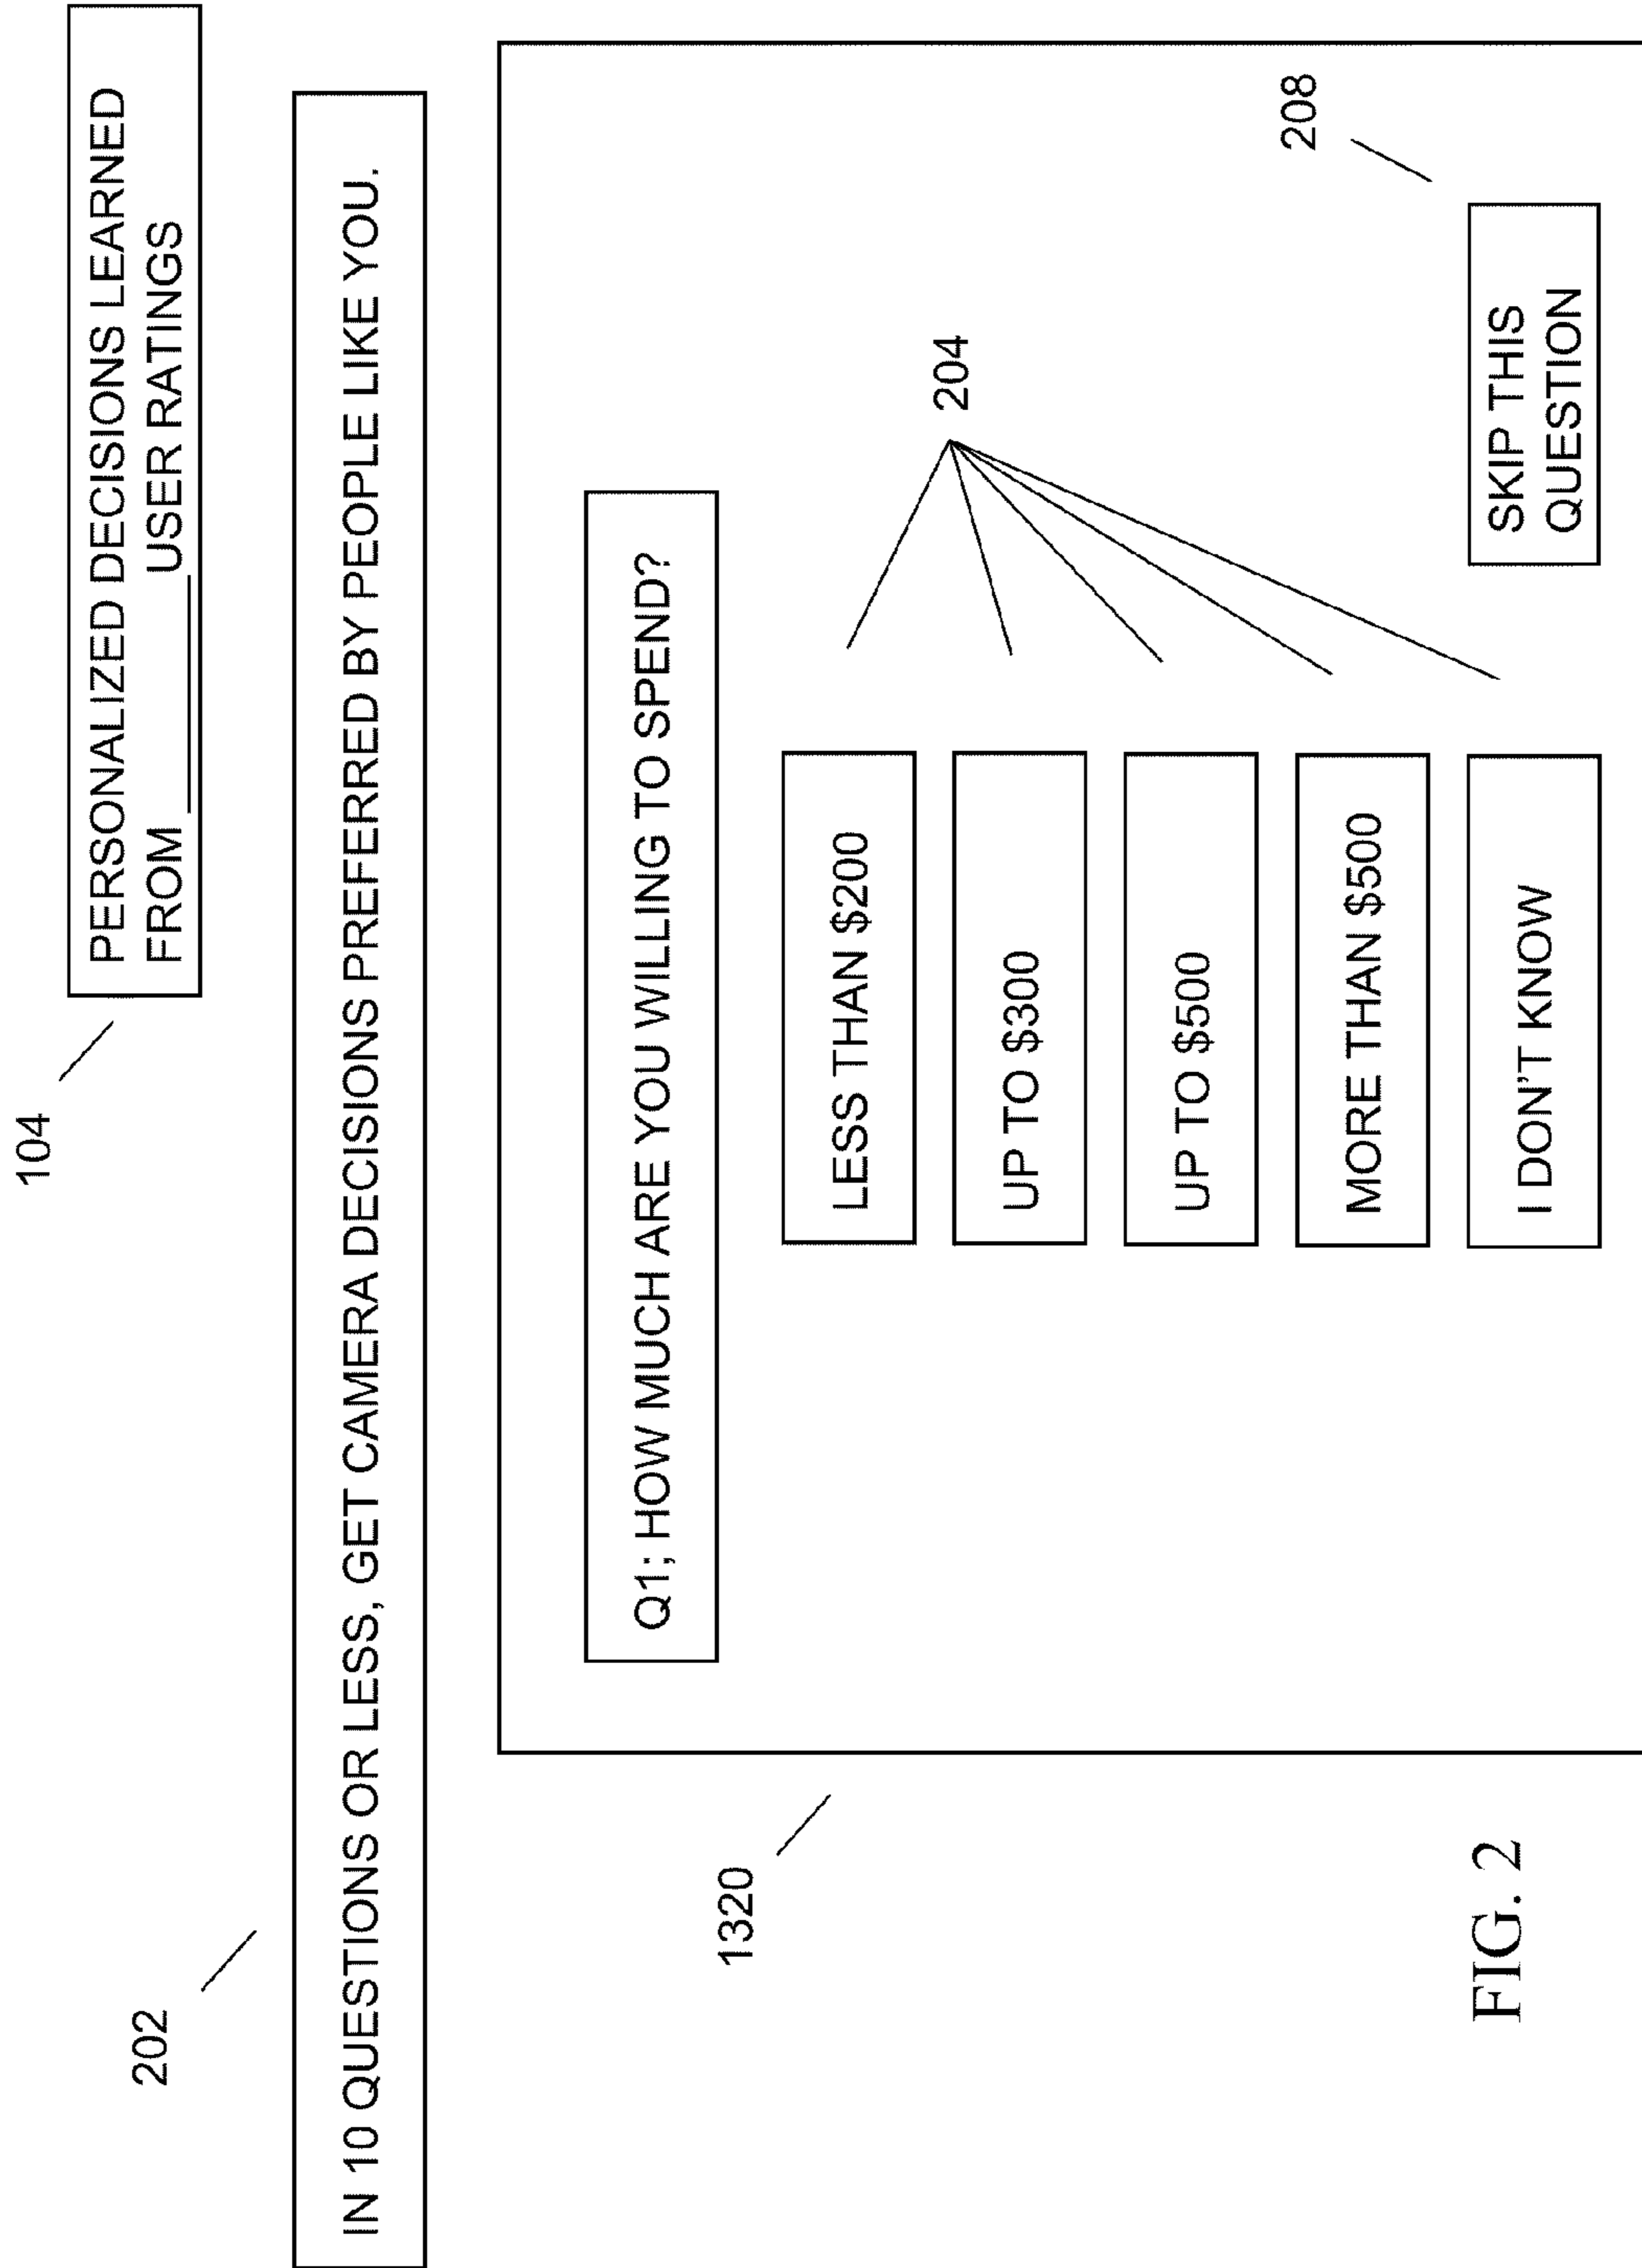 104
PERSONALIZED DECISIONS LEARNED
FROM ________ USER RATINGS
202
IN 10 QUESTIONS OR LESS, GET CAMERA DECISIONS PREFERRED BY PEOPLE LIKE YOU.
1320
Q1; HOW MUCH ARE YOU WILLING TO SPEND?
LESS THAN $200
UP TO $300
UP TO $500
MORE THAN $500
I DON'T KNOW
204
208
SKIP THIS
QUESTION
FIG. 2